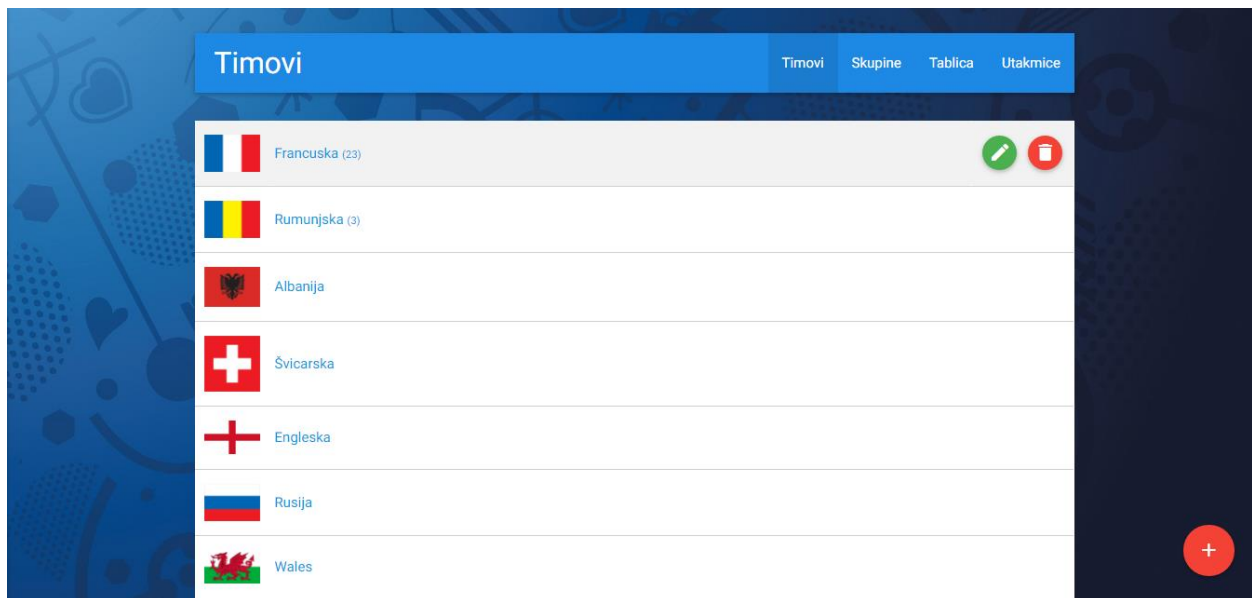 Timovi
Timovi Skupine Tablica Utakmice
Francuska (23)
Rumunjska (3)
Albanija
Švicarska
Engleska
Rusija
Wales